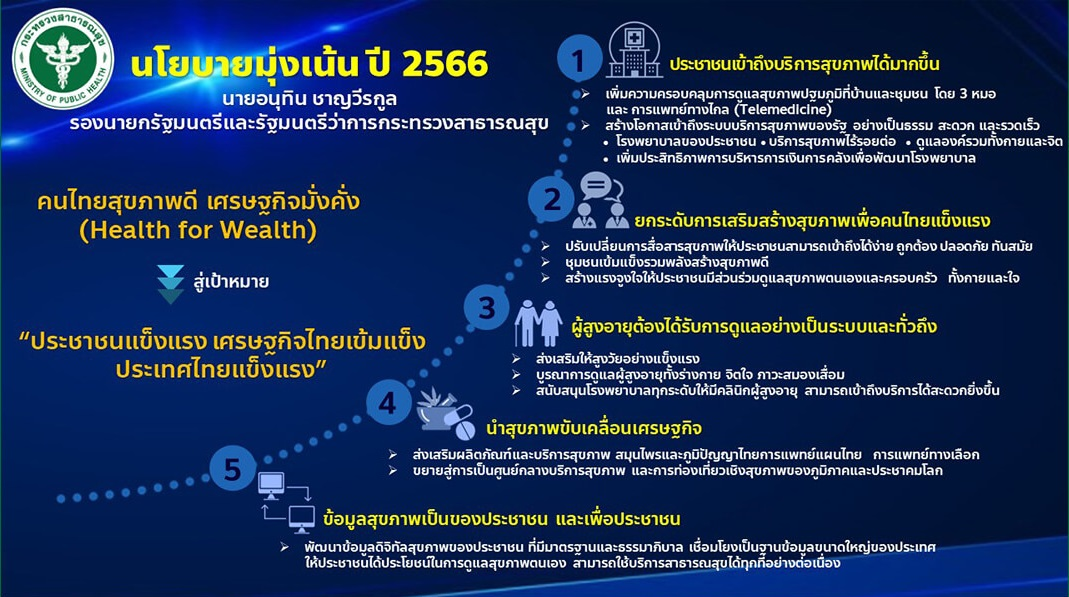 กระทรวงสาธารณสุข
MINISTRY OF PUBLIC HEALTH
นโยบายมุ่งเน้น ปี 2566
นายอนุทิน ชาญวีรกูล
รองนายกรัฐมนตรีและรัฐมนตรีว่าการกระทรวงสาธารณสุข
คนไทยสุขภาพดี เศรษฐกิจมั่งคั่ง
(Health for Wealth)
สู่เป้าหมาย
“ประชาชนแข็งแรง เศรษฐกิจไทยเข้มแข็ง
ประเทศไทยแข็งแรง”
1
ประชาชนเข้าถึงบริการสุขภาพได้มากขึ้น
➢ เพิ่มความครอบคลุมการดูแลสุขภาพปฐมภูมิที่บ้านและชุมชน โดย 3 หมอ
และ การแพทย์ทางไกล (Telemedicine)
➢ สร้างโอกาสเข้าถึงระบบบริการสุขภาพของรัฐ อย่างเป็นธรรม สะดวก และรวดเร็ว
• โรงพยาบาลของประชาชน • บริการสุขภาพไร้รอยต่อ • ดูแลองค์รวมทั้งกายและจิต
• เพิ่มประสิทธิภาพการบริหารการเงินการคลังเพื่อพัฒนาโรงพยาบาล
2
ยกระดับการเสริมสร้างสุขภาพเพื่อคนไทยแข็งแรง
➢ ปรับเปลี่ยนการสื่อสารสุขภาพให้ประชาชนสามารถเข้าถึงได้ง่าย ถูกต้อง ปลอดภัย ทันสมัย
➢ ชุมชนเข้มแข็งรวมพลังสร้างสุขภาพดี
➢ สร้างแรงจูงใจให้ประชาชนมีส่วนร่วมดูแลสุขภาพตนเองและครอบครัว ทั้งกายและใจ
3
ผู้สูงอายุต้องได้รับการดูแลอย่างเป็นระบบและทั่วถึง
➢ ส่งเสริมให้สูงวัยอย่างแข็งแรง
➢ บูรณาการดูแลผู้สูงอายุทั้งร่างกาย จิตใจ ภาวะสมองเสื่อม
➢ สนับสนุนโรงพยาบาลทุกระดับให้มีคลินิกผู้สูงอายุ สามารถเข้าถึงบริการได้สะดวกยิ่งขึ้น
4
นำสุขภาพขับเคลื่อนเศรษฐกิจ
➢ ส่งเสริมผลิตภัณฑ์และบริการสุขภาพ สมุนไพรและภูมิปัญญาไทยการแพทย์แผนไทย การแพทย์ทางเลือก
➢ ขยายสู่การเป็นศูนย์กลางบริการสุขภาพ และการท่องเที่ยวเชิงสุขภาพของภูมิภาคและประชาคมโลก
5
ข้อมูลสุขภาพเป็นของประชาชน และเพื่อประชาชน
➢ พัฒนาข้อมูลดิจิทัลสุขภาพของประชาชน ที่มีมาตรฐานและธรรมาภิบาล เชื่อมโยงเป็นฐานข้อมูลขนาดใหญ่ของประเทศ
ให้ประชาชนได้ประโยชน์ในการดูแลสุขภาพตนเอง สามารถใช้บริการสาธารณสุขได้ทุกที่อย่างต่อเนื่อง